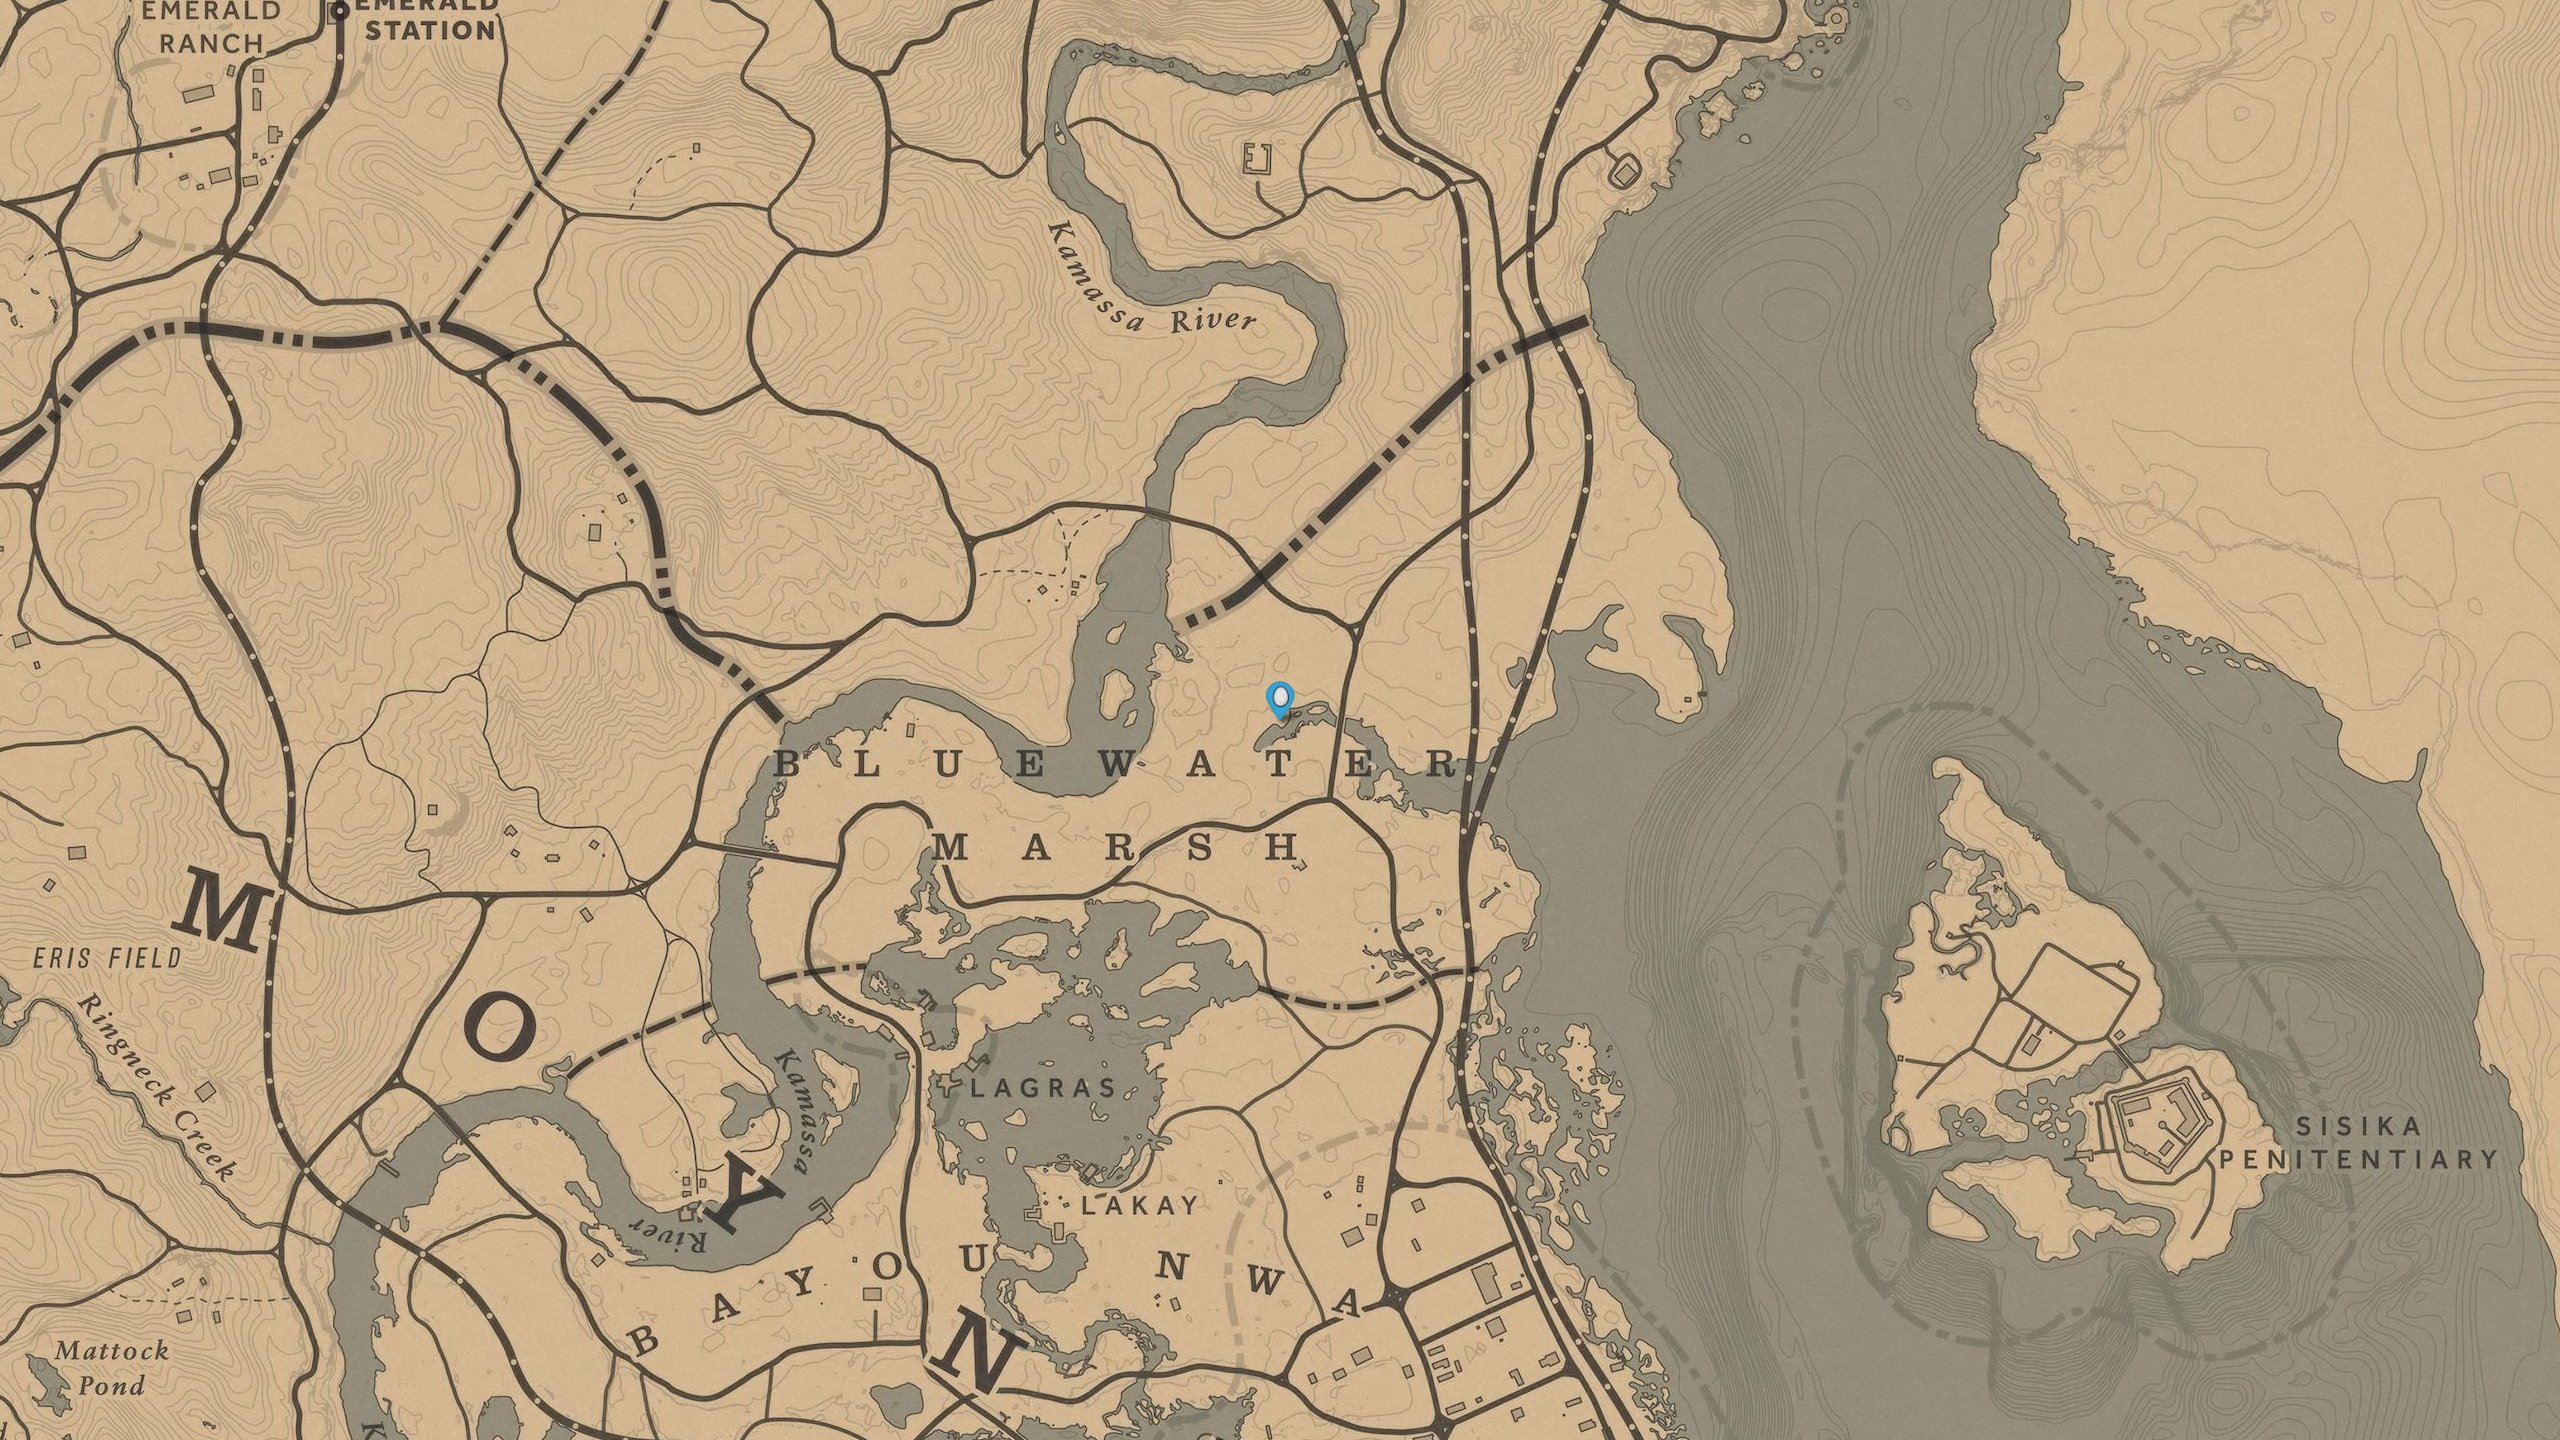 EMERALD
RANCH
EMERALD
STATION
Kamassa River
BLUEWATER
MARSH
M
O
Y
N
ERIS FIELD
Ringneck Creek
Kamassa
River
LAGRAS
LAKAY
SISIKA
PENITENTIARY
BAYOU NWA
Mattock
Pond
K